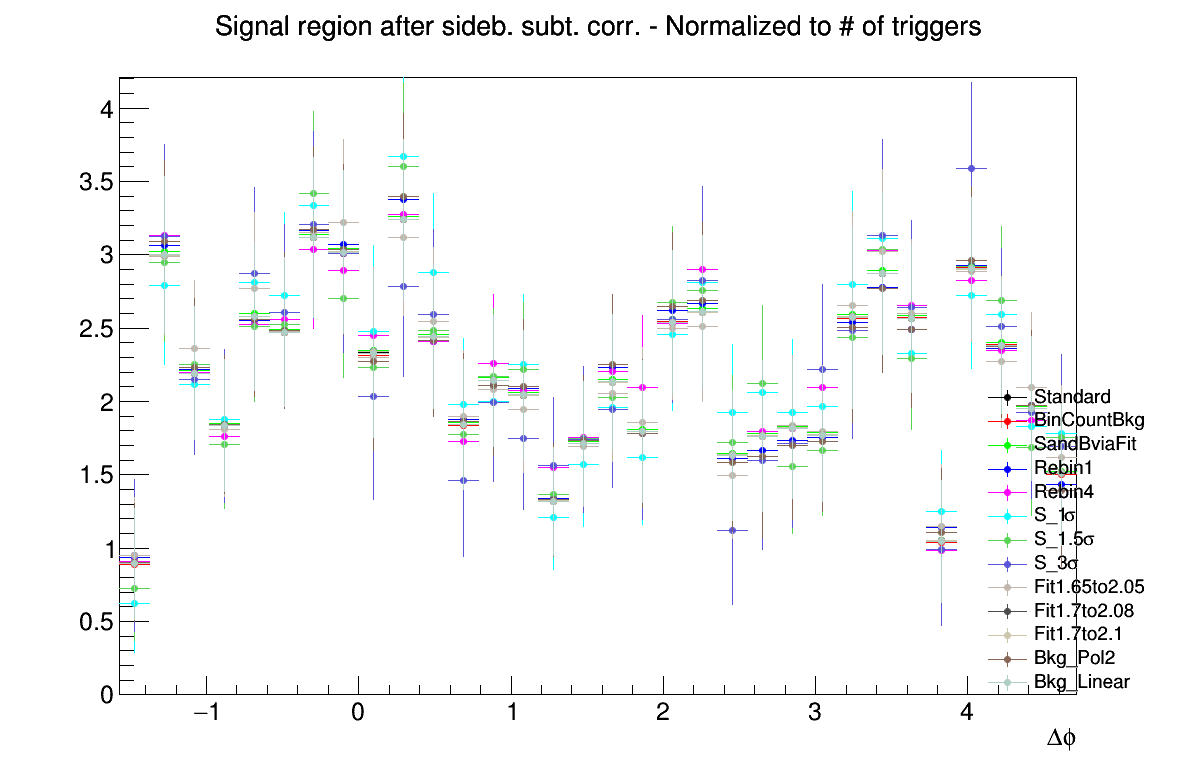 Signal region after sideb. subt. corr. - Normalized to # of triggers
4
3.5
3
2.5
2
1.5
1
0.5
0
−1
0
1
2
3
4
Δϕ
Standard
BinCountBkg
SandBviaFit
Rebin1
Rebin4
S_1σ
S_1.5σ
S_3σ
Fit1.65to2.05
Fit1.7to2.08
Fit1.7to2.1
Bkg_Pol2
Bkg_Linear